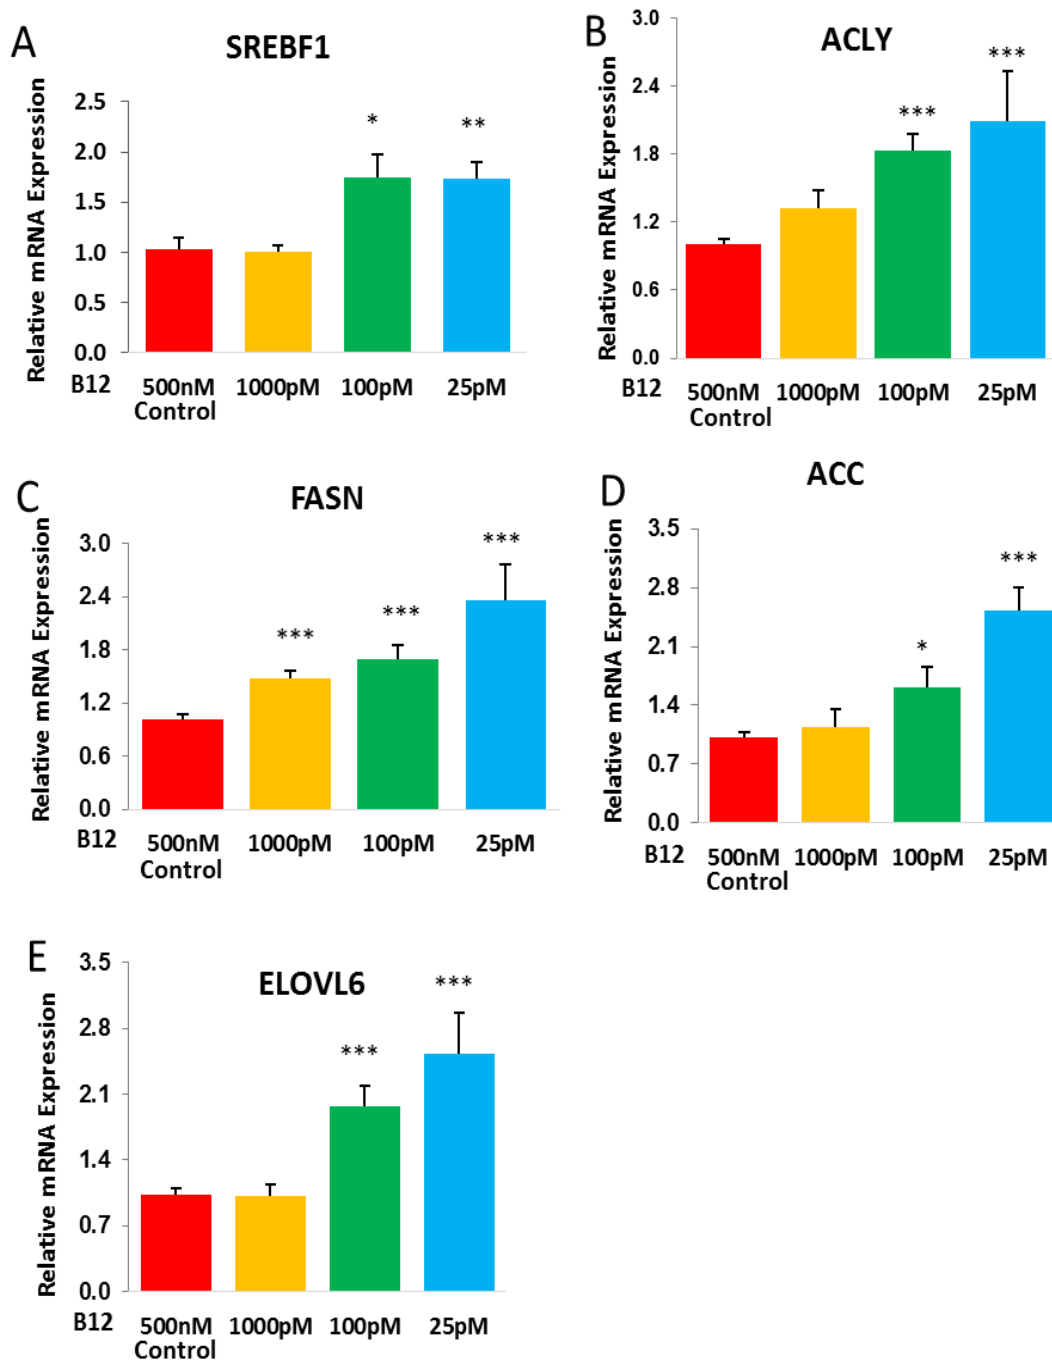 A
SREBF1
Relative mRNA Expression
2.5
2.0
1.5
1.0
0.5
0.0
*
**
B12
500nM 1000pM 100pM 25pM
Control
B
ACLY
Relative mRNA Expression
3.0
2.4
1.8
1.2
0.6
0.0
***
***
B12
500nM 1000pM 100pM 25pM
Control
C
FASN
Relative mRNA Expression
3.0
2.4
1.8
1.2
0.6
0.0
***
***
***
B12
500nM 1000pM 100pM 25pM
Control
D
ACC
Relative mRNA Expression
3.5
2.8
2.1
1.4
0.7
0.0
*
***
B12
500nM 1000pM 100pM 25pM
Control
E
ELOVL6
Relative mRNA Expression
3.5
2.8
2.1
1.4
0.7
0.0
***
***
B12
500nM 1000pM 100pM 25pM
Control